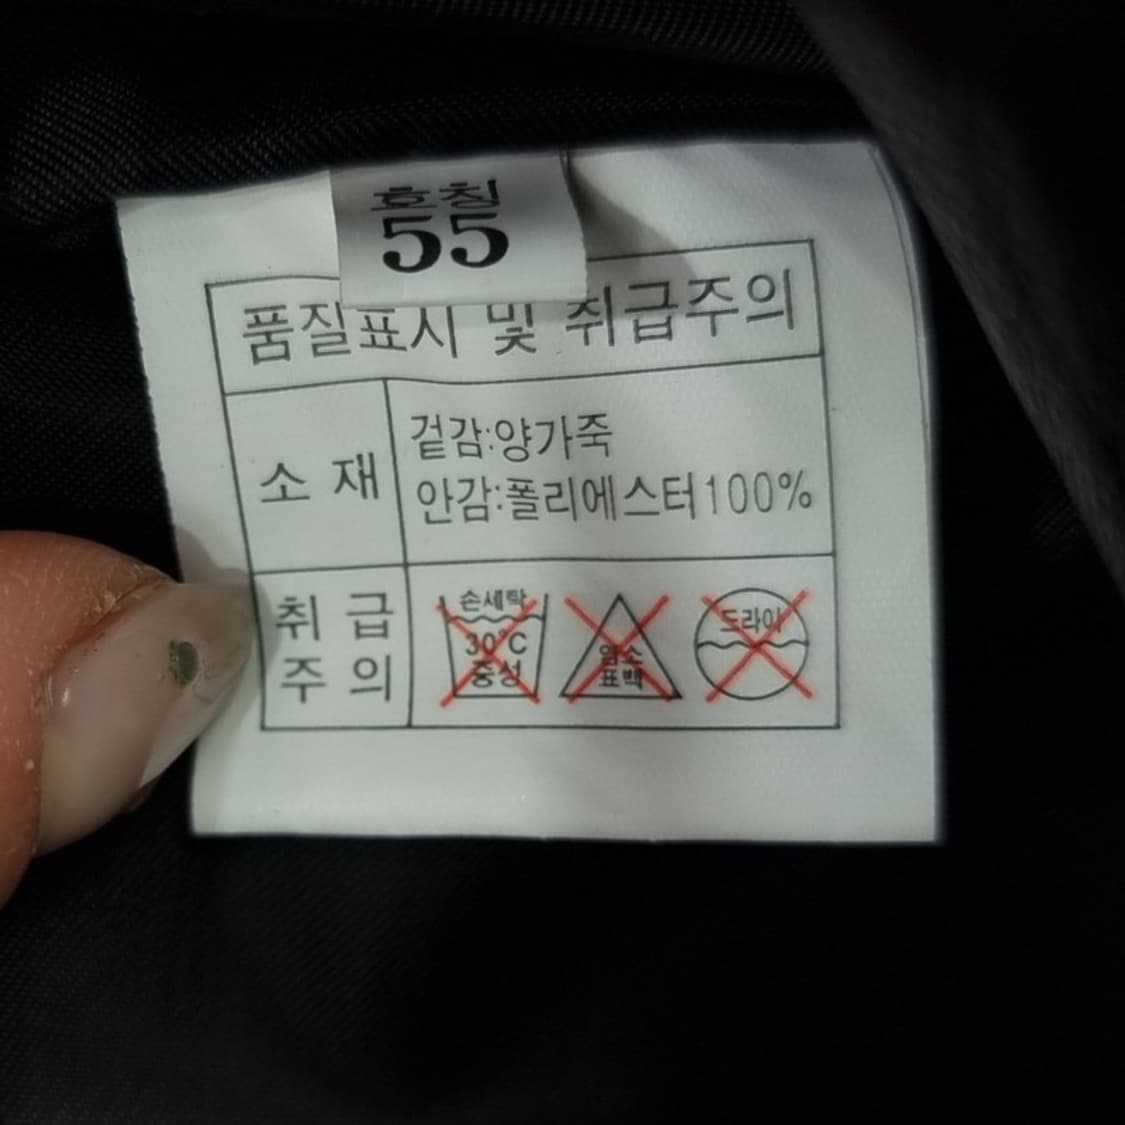 호칭
55
품질표시 및 취급주의
소 재
겉감:양가죽
안감:폴리에스터100%
취 급
주 의
손세탁
30℃
중성
염소
표백
드라이